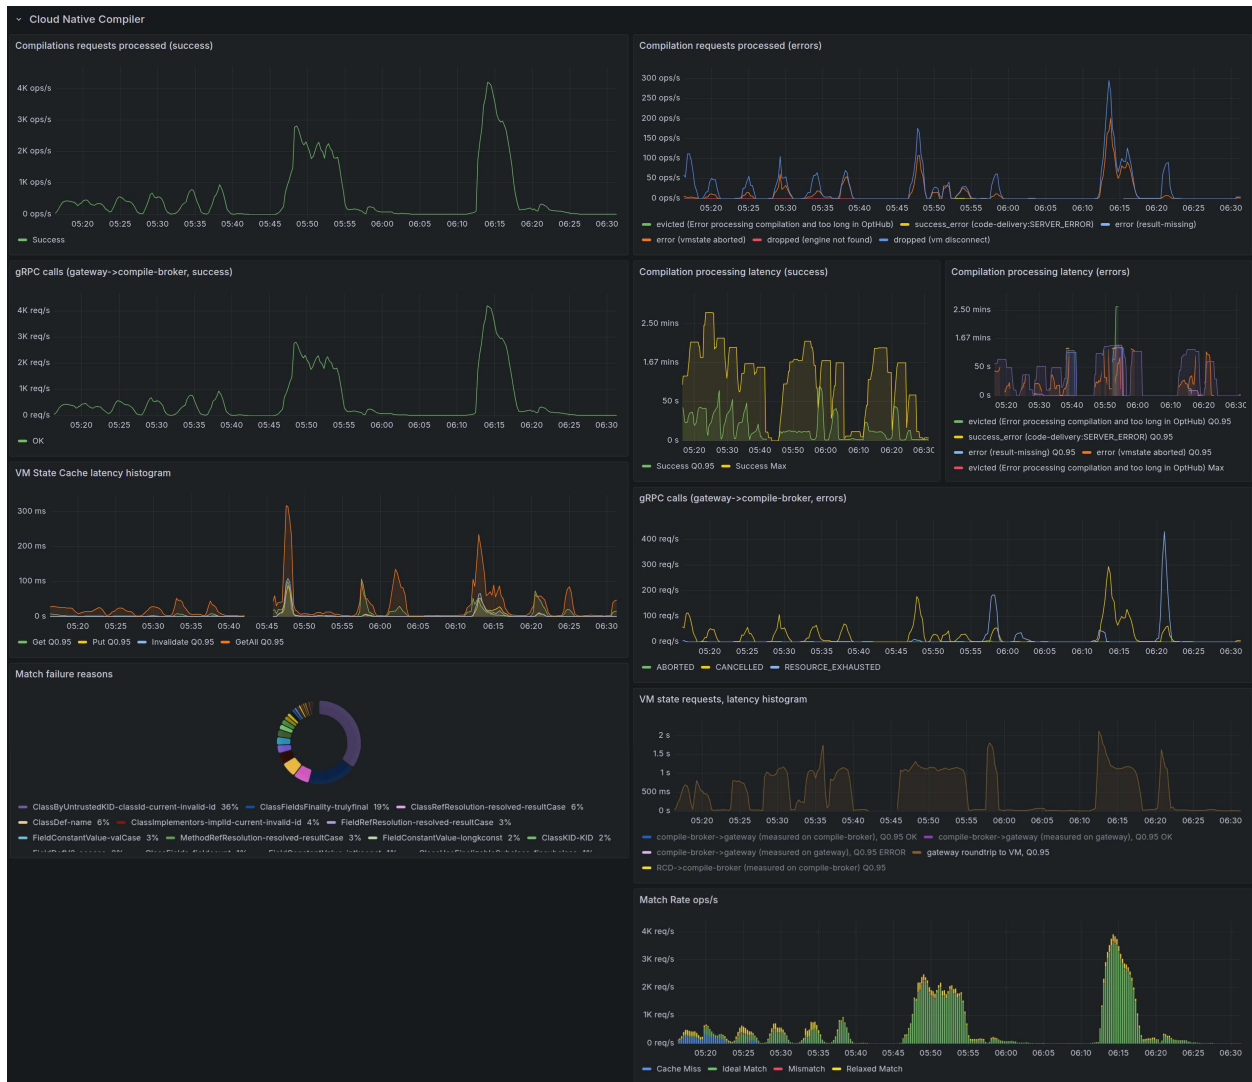 Cloud Native Compiler
Compilations requests processed (success)
4K ops/s
3K ops/s
2K ops/s
1K ops/s
0 ops/s
05:20 05:25 05:30 05:35 05:40 05:45 05:50 05:55 06:00 06:05 06:10 06:15 06:20 06:25 06:30
Success
Compilation requests processed (errors)
300 ops/s
250 ops/s
200 ops/s
150 ops/s
100 ops/s
50 ops/s
0 ops/s
05:20 05:25 05:30 05:35 05:40 05:45 05:50 05:55 06:00 06:05 06:10 06:15 06:20 06:25 06:30
evicted (Error processing compilation and too long in OptHub) success_error (code-delivery:SERVER_ERROR) error (result-missing)
error (vmstate aborted) dropped (engine not found) dropped (vm disconnect)
gRPC calls (gateway->compile-broker, success)
4K req/s
3K req/s
2K req/s
1K req/s
0 req/s
05:20 05:25 05:30 05:35 05:40 05:45 05:50 05:55 06:00 06:05 06:10 06:15 06:20 06:25 06:30
OK
Compilation processing latency (success)
2.50 mins
1.67 mins
50 s
0 s
05:20 05:30 05:40 05:50 06:00 06:10 06:20 06:30
Success Q0.95 Success Max
Compilation processing latency (errors)
2.50 mins
1.67 mins
50 s
0 s
05:20 05:30 05:40 05:50 06:00 06:10 06:20
evicted (Error processing compilation and too long in OptHub) Q0.95
success_error (code-delivery:SERVER_ERROR) Q0.95
error (result-missing) Q0.95 error (vmstate aborted) Q0.95
evicted (Error processing compilation and too long in OptHub) Max
VM State Cache latency histogram
300 ms
200 ms
100 ms
0 s
05:20 05:25 05:30 05:35 05:40 05:45 05:50 05:55 06:00 06:05 06:10 06:15 06:20 06:25 06:30
Get Q0.95 Put Q0.95 Invalidate Q0.95 GetAll Q0.95
gRPC calls (gateway->compile-broker, errors)
400 req/s
300 req/s
200 req/s
100 req/s
0 req/s
05:20 05:25 05:30 05:35 05:40 05:45 05:50 05:55 06:00 06:05 06:10 06:15 06:20 06:25 06:30
ABORTED CANCELLED RESOURCE_EXHAUSTED
Match failure reasons
ClassByUntrustedKID-classId-current-invalid-id 36% ClassFieldsFinality-trulyfinal 19% ClassRefResolution-resolved-resultCase 6%
ClassDef-name 6% ClassImplementors-implId-current-invalid-id 4% FieldRefResolution-resolved-resultCase 3%
FieldConstantValue-valCase 3% MethodRefResolution-resolved-resultCase 3% FieldConstantValue-longkonst 2% ClassKID-KID 2%
VM state requests, latency histogram
05:20 05:25 05:30 05:35 05:40 05:45 05:50 05:55 06:00 06:05 06:10 06:15 06:20 06:25 06:30
2 s
1.5 s
1 s
500 ms
0 s
compile-broker->gateway (measured on compile-broker), Q0.95 OK compile-broker->gateway (measured on gateway), Q0.95 OK
compile-broker->gateway (measured on gateway), Q0.95 ERROR gateway roundtrip to VM, Q0.95
RCD->compile-broker (measured on compile-broker) Q0.95
Match Rate ops/s
4K req/s
3K req/s
2K req/s
1K req/s
0 req/s
05:20 05:25 05:30 05:35 05:40 05:45 05:50 05:55 06:00 06:05 06:10 06:15 06:20 06:25 06:30
Cache Miss Ideal Match Mismatch Relaxed Match